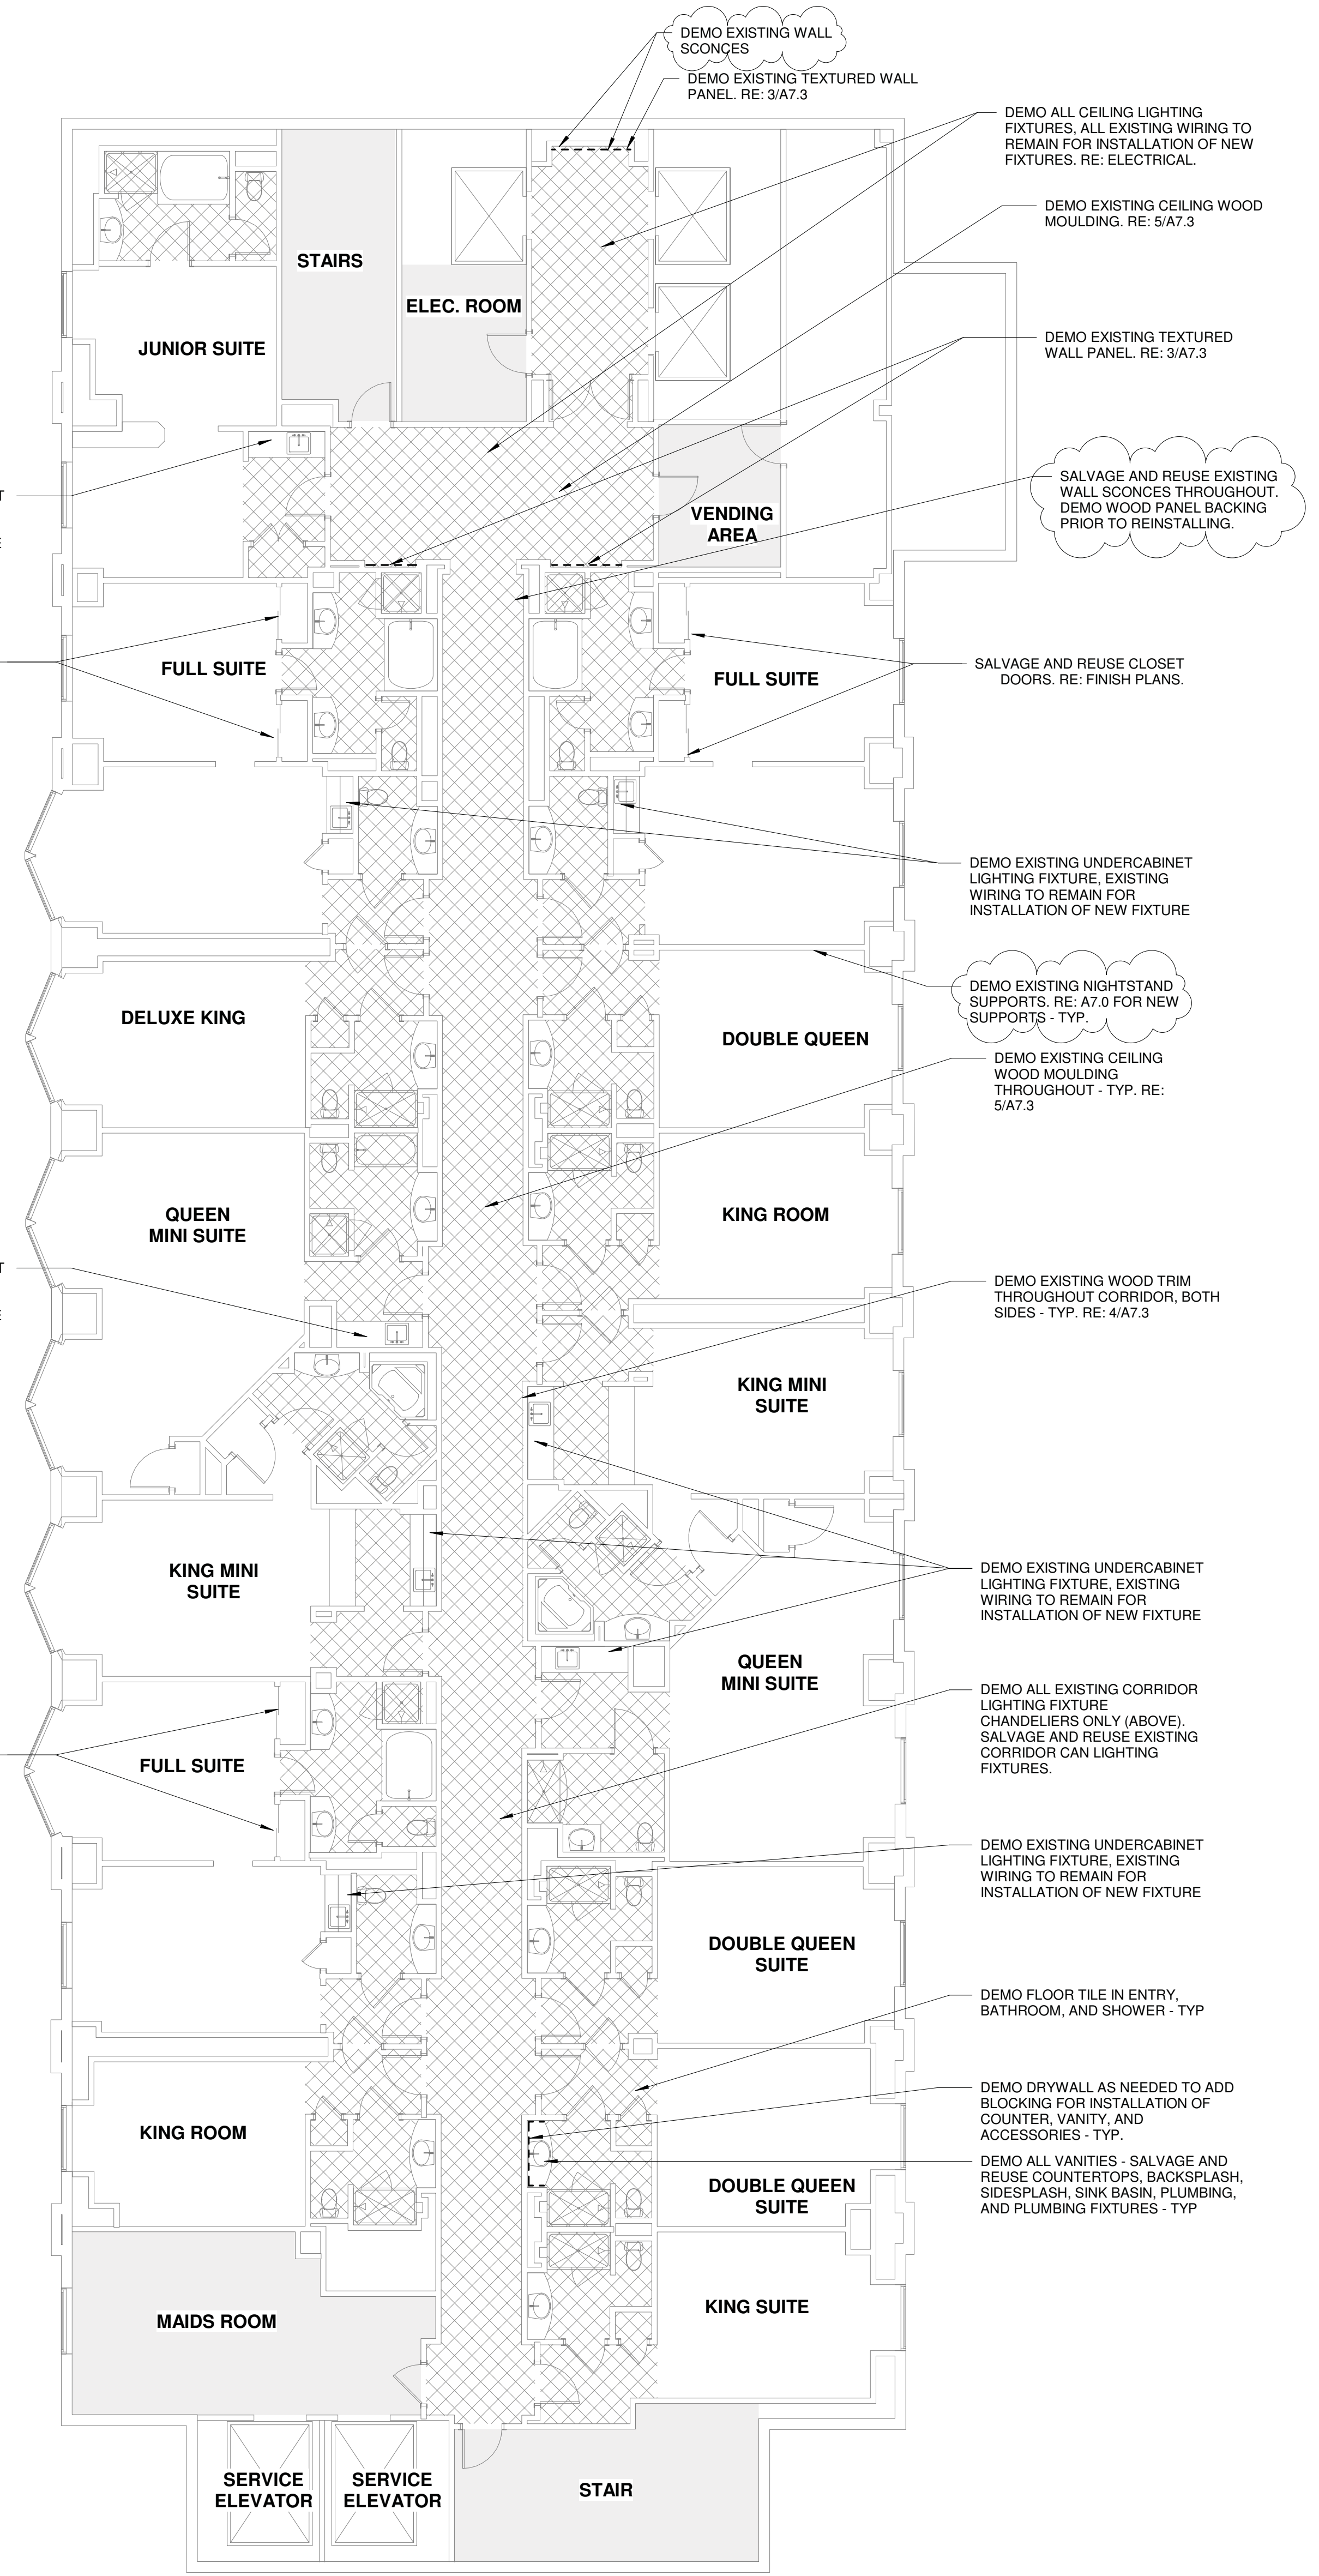 DEMO EXISTING WALL
SCONCES
DEMO EXISTING TEXTURED WALL
PANEL. RE: 3/A7.3
DEMO ALL CEILING LIGHTING
FIXTURES, ALL EXISTING WIRING TO
REMAIN FOR INSTALLATION OF NEW
FIXTURES. RE: ELECTRICAL.
DEMO EXISTING CEILING WOOD
MOULDING. RE: 5/A7.3
STAIRS
ELEC. ROOM
JUNIOR SUITE
DEMO EXISTING TEXTURED
WALL PANEL. RE: 3/A7.3
SALVAGE AND REUSE EXISTING
WALL SCONCES THROUGHOUT.
DEMO WOOD PANEL BACKING
PRIOR TO REINSTALLING.
T
E
VENDING
AREA
FULL SUITE
FULL SUITE
SALVAGE AND REUSE CLOSET
DOORS. RE: FINISH PLANS.
DEMO EXISTING UNDERCABINET
LIGHTING FIXTURE, EXISTING
WIRING TO REMAIN FOR
INSTALLATION OF NEW FIXTURE
DEMO EXISTING NIGHTSTAND
SUPPORTS. RE: A7.0 FOR NEW
SUPPORTS - TYP.
DELUXE KING
DOUBLE QUEEN
DEMO EXISTING CEILING
WOOD MOULDING
THROUGHOUT - TYP. RE:
5/A7.3
QUEEN
MINI SUITE
KING ROOM
T
E
DEMO EXISTING WOOD TRIM
THROUGHOUT CORRIDOR, BOTH
SIDES - TYP. RE: 4/A7.3
KING MINI
SUITE
KING MINI
SUITE
DEMO EXISTING UNDERCABINET
LIGHTING FIXTURE, EXISTING
WIRING TO REMAIN FOR
INSTALLATION OF NEW FIXTURE
QUEEN
MINI SUITE
DEMO ALL EXISTING CORRIDOR
LIGHTING FIXTURE
CHANDELIERS ONLY (ABOVE).
SALVAGE AND REUSE EXISTING
CORRIDOR CAN LIGHTING
FIXTURES.
FULL SUITE
DEMO EXISTING UNDERCABINET
LIGHTING FIXTURE, EXISTING
WIRING TO REMAIN FOR
INSTALLATION OF NEW FIXTURE
DOUBLE QUEEN
SUITE
DEMO FLOOR TILE IN ENTRY,
BATHROOM, AND SHOWER - TYP
DEMO DRYWALL AS NEEDED TO ADD
BLOCKING FOR INSTALLATION OF
COUNTER, VANITY, AND
ACCESSORIES - TYP.
KING ROOM
DEMO ALL VANITIES - SALVAGE AND
REUSE COUNTERTOPS, BACKSPLASH,
SIDESPLASH, SINK BASIN, PLUMBING,
AND PLUMBING FIXTURES - TYP
DOUBLE QUEEN
SUITE
KING SUITE
MAIDS ROOM
SERVICE
ELEVATOR
SERVICE
ELEVATOR
STAIR